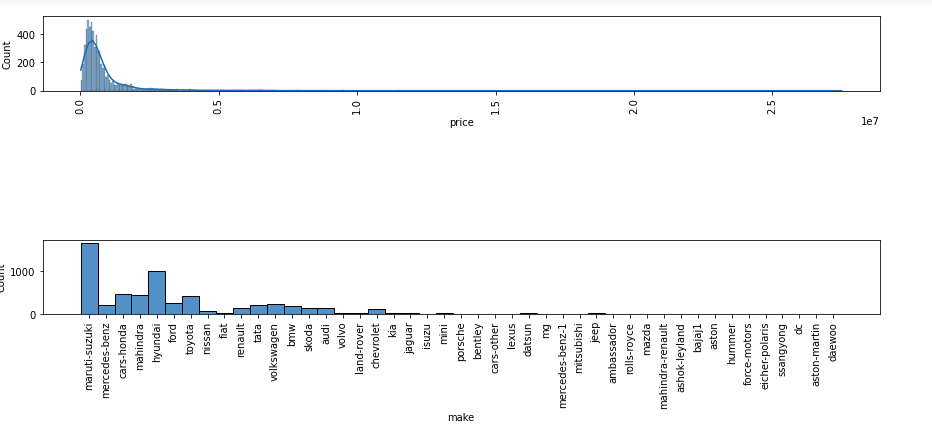 400
200
0
Count
0.0
0.5
1.0
1.5
2.0
2.5
1e7
price
1000
0
Count
maruti-suzuki
mercedes-benz
cars-honda
mahindra
hyundai
ford
toyota
nissan
fiat
renault
tata
volkswagen
bmw
skoda
audi
volvo
land-rover
chevrolet
kia
jaguar
isuzu
mini
porsche
bentley
cars-other
lexus
datsun
mg
mercedes-benz-1
mitsubishi
jeep
ambassador
rolls-royce
mazda
mahindra-renault
ashok-leyland
bajaj1
aston
hummer
force-motors
eicher-polaris
ssangyong
dc
aston-martin
daewoo
make